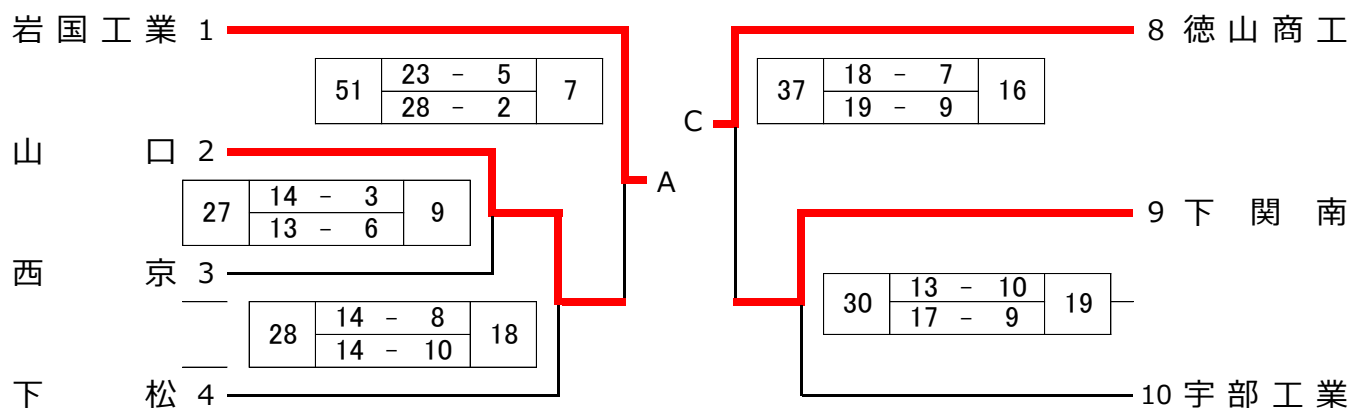 岩国工業 1
51 23 - 5 7
28 - 2
A
山口 2
27 14 - 3 9
13 - 6
西京 3
28 14 - 8 18
14 - 10
下松 4
8 徳山商工
37 18 - 7 16
19 - 9
C
9 下関南
30 13 - 10 19
17 - 9
10 宇部工業